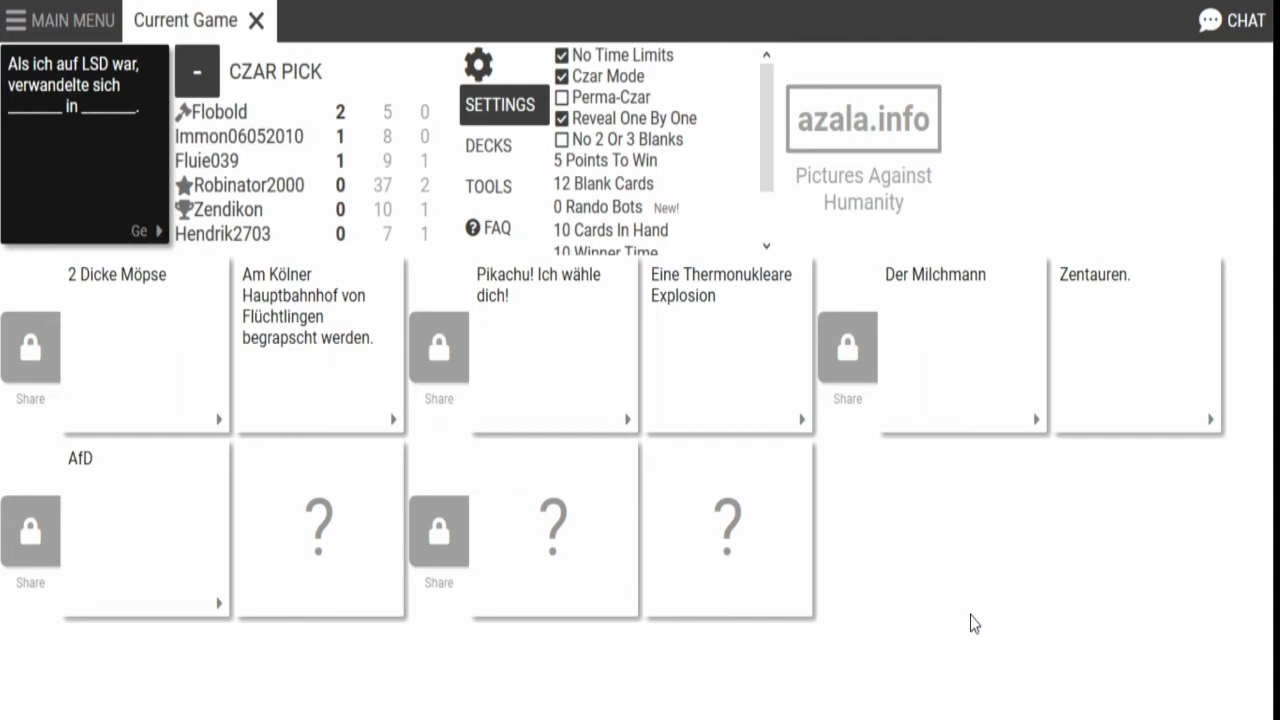 MAIN MENU
Current Game
CHAT
Als ich auf LSD war,
verwandelte sich
______ in ______.
Ge
-
CZAR PICK
Flobold 2 5 0
Immon06052010 1 8 0
Fluie039 1 9 1
Robinator2000 0 37 2
Zendikon 0 10 1
Hendrik2703 0 7 1
SETTINGS
DECKS
TOOLS
? FAQ
No Time Limits
Czar Mode
Perma-Czar
Reveal One By One
No 2 Or 3 Blanks
5 Points To Win
12 Blank Cards
0 Rando Bots New!
10 Cards In Hand
10 Winner Time
azala.info
Pictures Against
Humanity
2 Dicke Möpse
Share
Am Kölner
Hauptbahnhof von
Flüchtlingen
begrapscht werden.
Pikachu! Ich wähle
dich!
Share
Eine Thermonukleare
Explosion
Der Milchmann
Share
Zentauren.
AfD
Share
?
?
Share
?